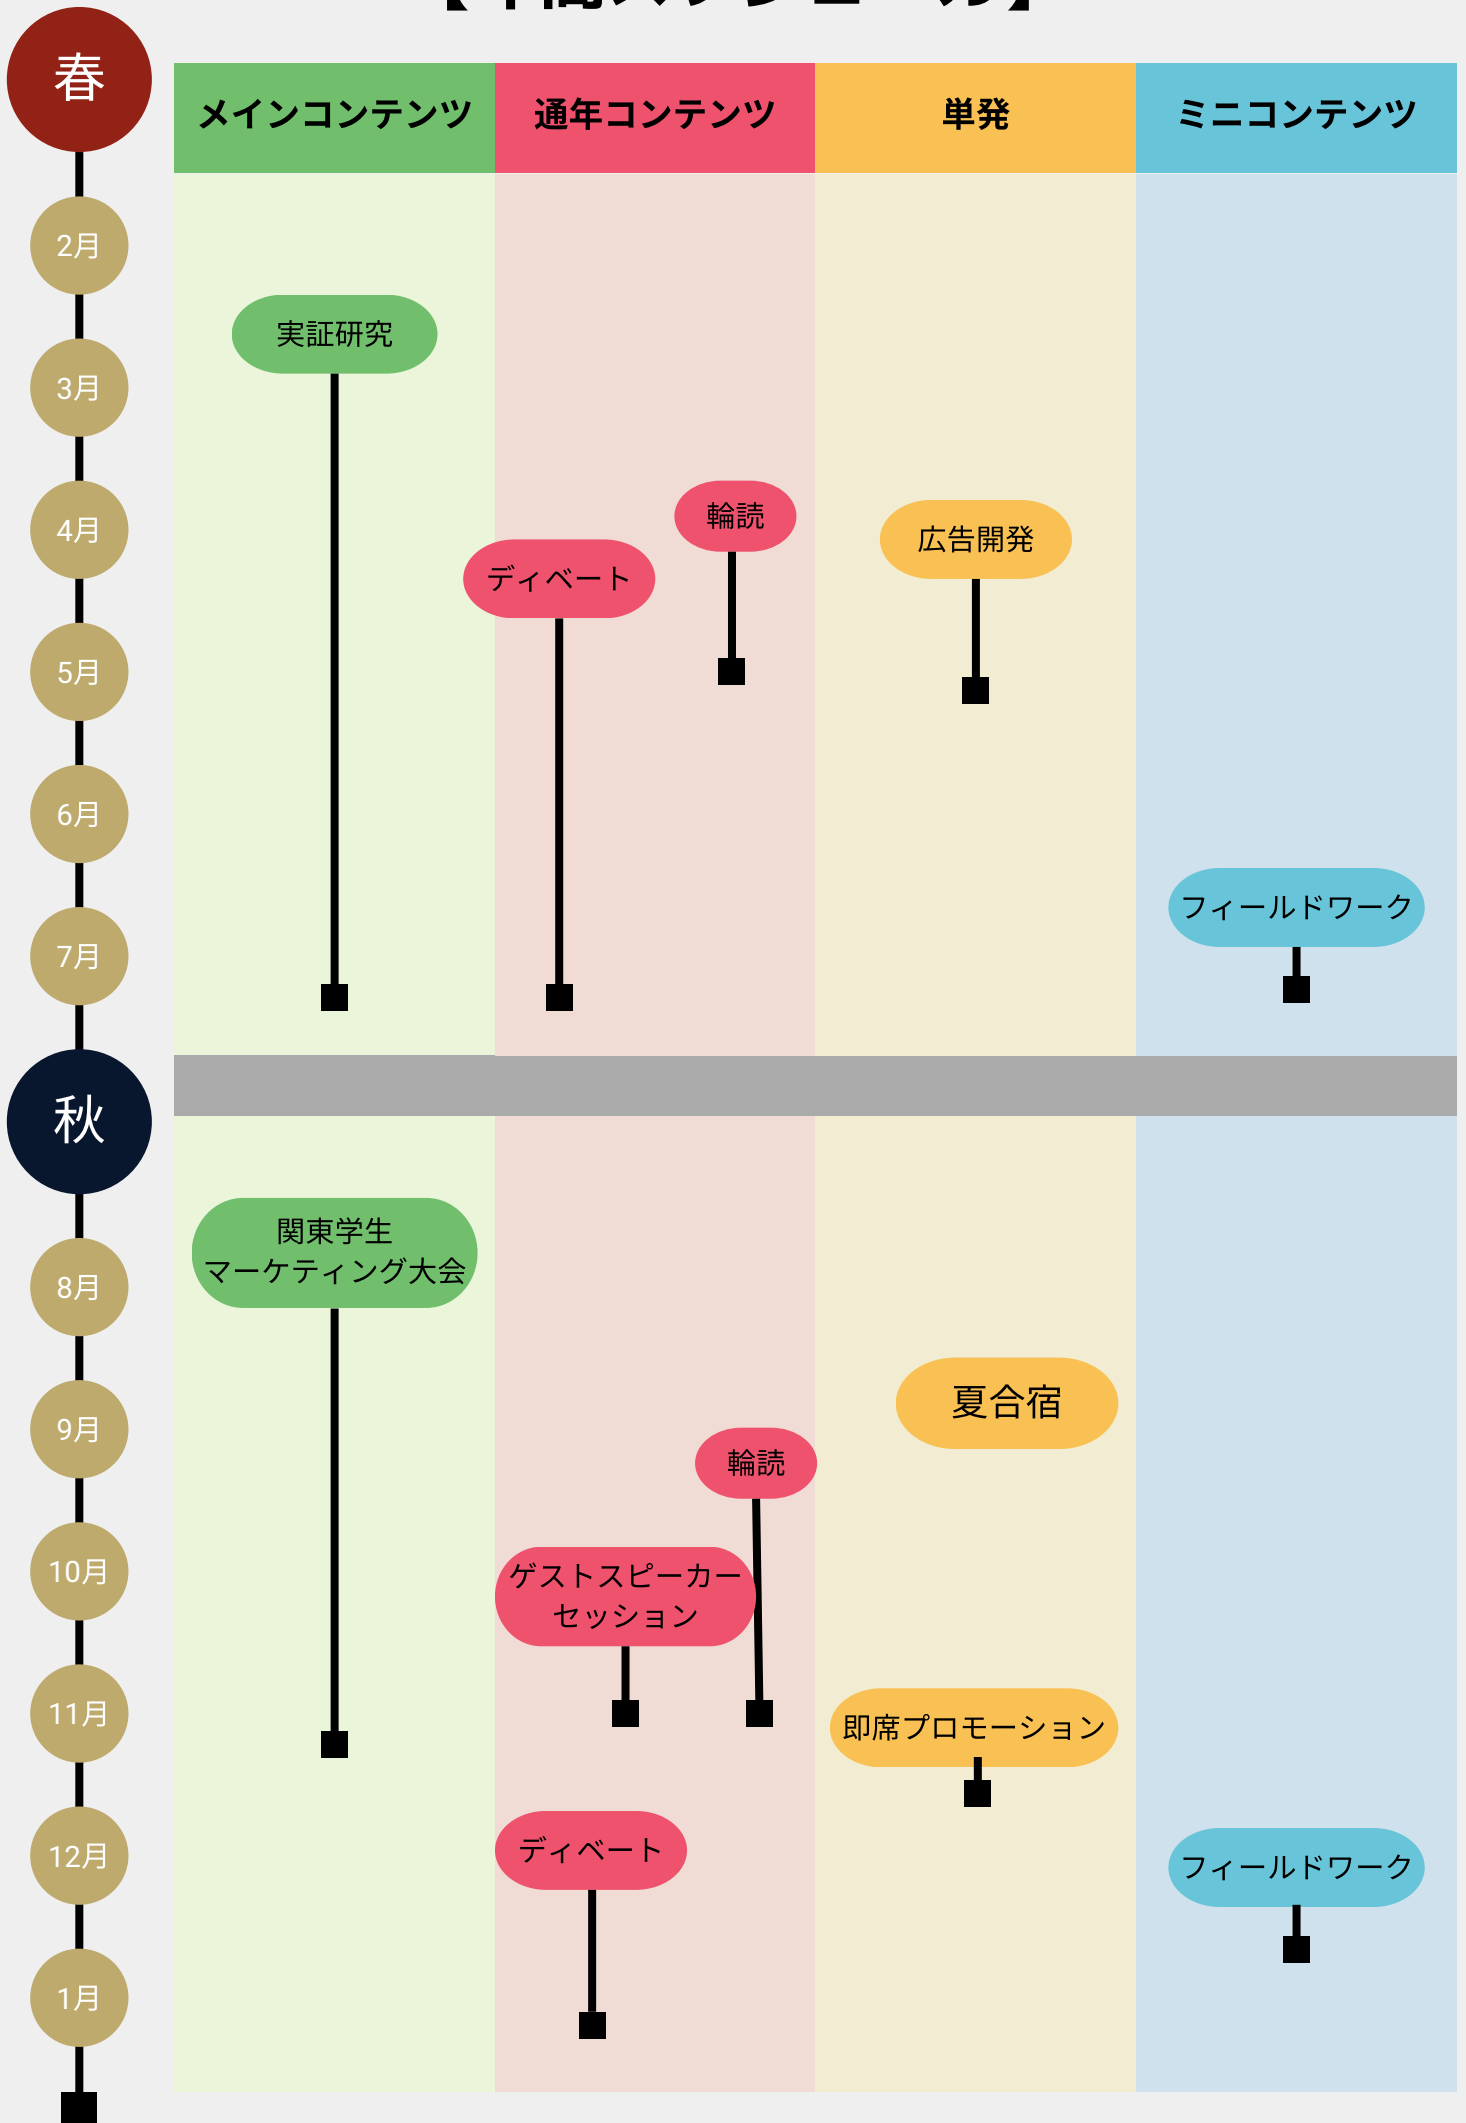 春
メインコンテンツ
通年コンテンツ
単発
ミニコンテンツ
2月
実証研究
3月
輪読
4月
広告開発
ディベート
5月
6月
フィールドワーク
7月
秋
関東学生
マーケティング大会
8月
夏合宿
9月
輪読
10月
ゲストスピーカー
セッション
11月
即席プロモーション
ディベート
12月
フィールドワーク
1月